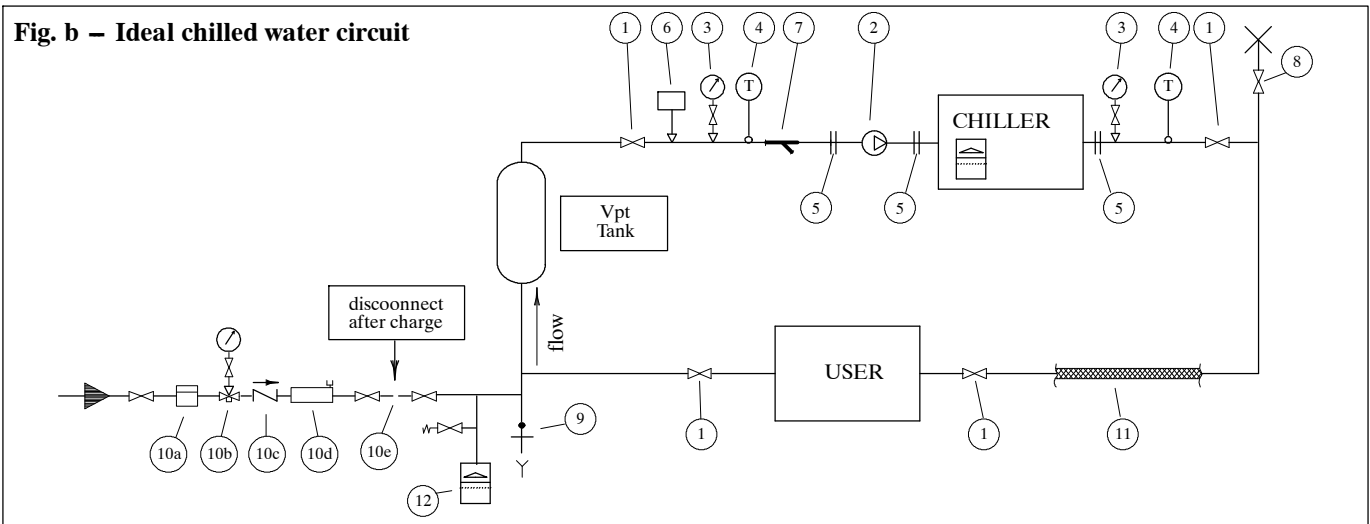 Fig. b – Ideal chilled water circuit
1
6
3
4
7
2
3
4
1
8
T
T
CHILLER
5
5
5
Vpt
Tank
discoonnect
after charge
flow
USER
10a
10b
10c
10d
10e
9
1
1
11
12